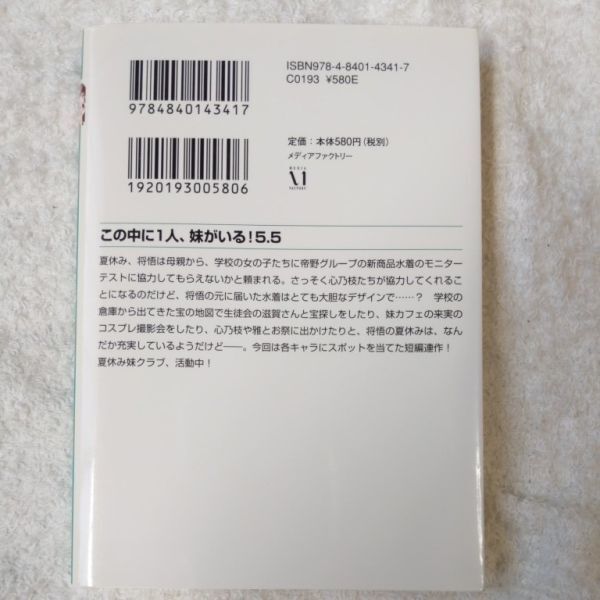 ISBN978-4-8401-4341-7
C0193 ¥580E
9784840143417
定価：本体580円（税別）
メディアファクトリー
MEDIA
FACTORY
1920193005806
この中に1人、妹がいる！5.5
夏休み、将悟は母親から、学校の女の子たちに帝野グループの新商品水着のモニター
テストに協力してもらえないかと頼まれる。さっそく心乃枝たちが協力してくれること
になるのだけど、将悟の元に届いた水着はとても大胆なデザインで……？　学校の
倉庫から出てきた宝の地図で生徒会の滋賀さんと宝探しをしたり、妹カフェの来実の
コスプレ撮影会をしたり、心乃枝や雅とお祭に出かけたりと、将悟の夏休みは、なん
だか充実しているようだけど――。今回は各キャラにスポットを当てた短編連作！
夏休み妹クラブ、活動中！